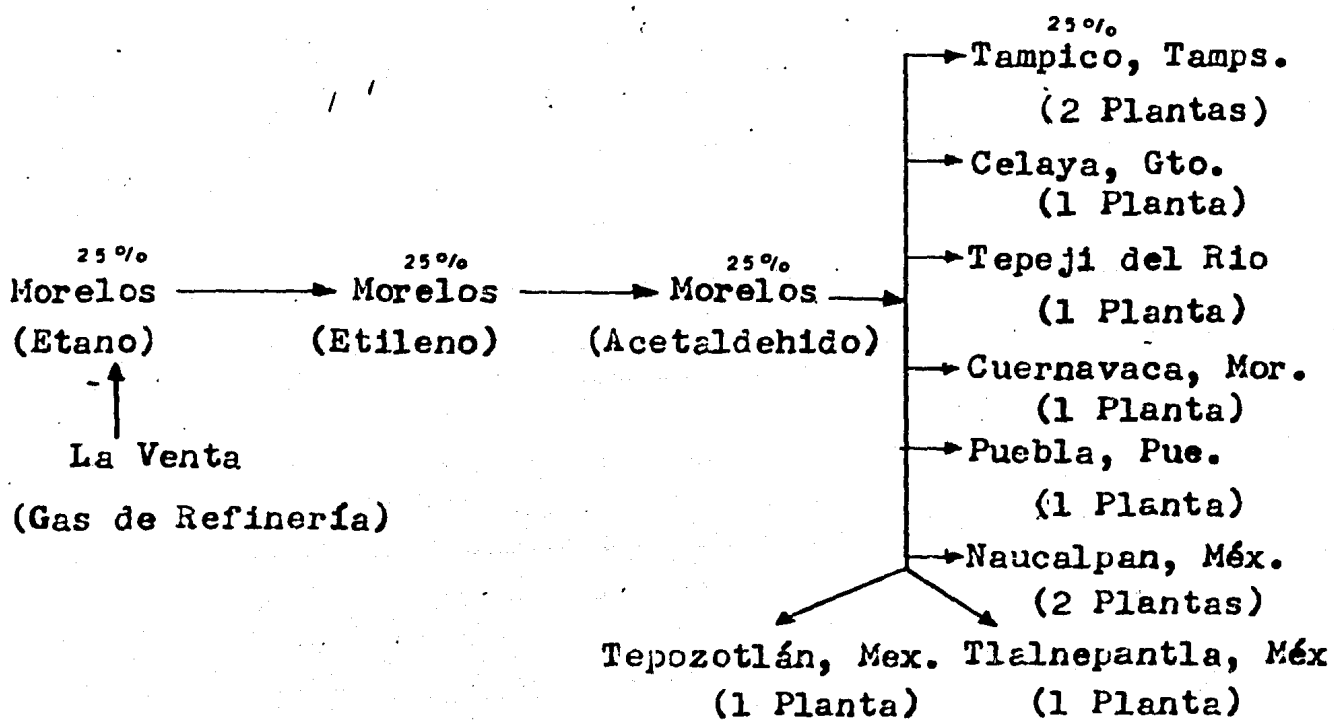 25%
Tampico, Tamps.
(2 Plantas)
Celaya, Gto.
(1 Planta)
25% 25% 25%
Morelos Morelos Morelos Tepeji del Rio
(1 Planta)
(Etano) (Etileno) (Acetaldehido)
Cuernavaca, Mor.
(1 Planta)
La Venta Puebla, Pue.
(Gas de Refinería) (1 Planta)
Naucalpan, Méx.
(2 Plantas)
Tepozotlán, Mex. Tlalnepantla, Méx
(1 Planta) (1 Planta)